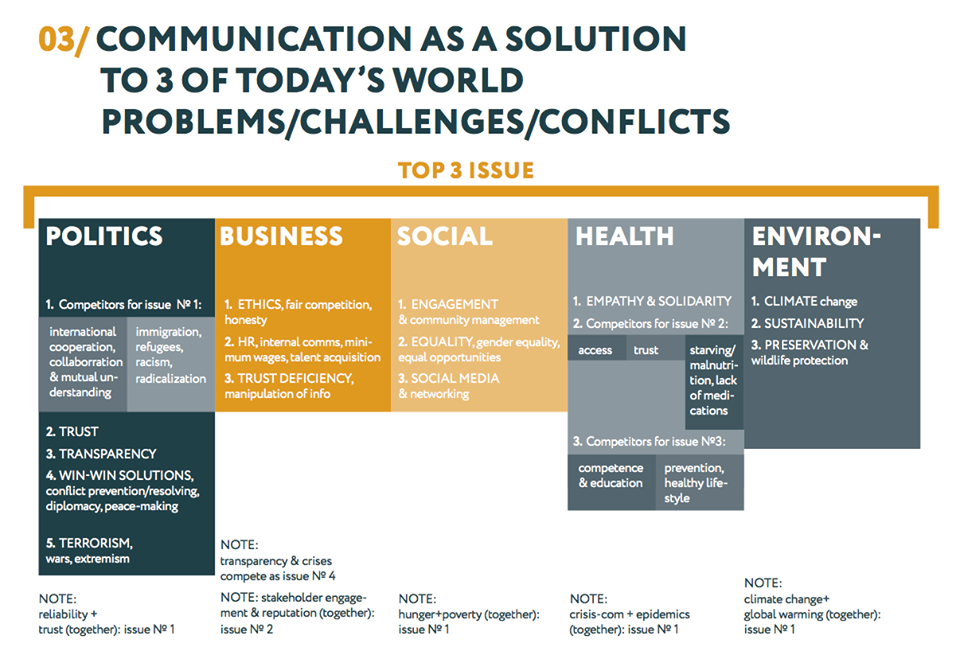 03/ COMMUNICATION AS A SOLUTION
TO 3 OF TODAY'S WORLD
PROBLEMS/CHALLENGES/CONFLICTS
TOP 3 ISSUE
POLITICS
1. Competitors for issue № 1:
international
cooperation,
collaborration
& mutual un-
derstanding
immigration,
refugees,
racism,
radicalization
2. TRUST
3. TRANSPARENCY
4. WIN-WIN SOLUTIONS,
conflict prevention/resolving,
diplomacy, peace-making
5. TERRORISM,
wars, extremism
NOTE:
reliability +
trust (together): issue № 1
BUSINESS
1. ETHICS, fair competition,
honesty
2. HR, internal comms, mini-
mum wages, talent acquisition
3. TRUST DEFICIENCY,
manipulation of info
NOTE:
transparency & crises
compete as issue № 4
NOTE: stakeholder engage-
ment & reputation (together):
issue № 2
SOCIAL
1. ENGAGEMENT
& community management
2. EQUALITY, gender equality,
equal opportunities
3. SOCIAL MEDIA
& networking
NOTE:
hunger+poverty (together):
issue № 1
HEALTH
1. EMPATHY & SOLIDARITY
2. Competitors for issue № 2:
access
trust
starving/
malnutri-
tion, lack
of medi-
cations
3. Competitors for issue №3:
competence
& education
prevention,
healthy life-
style
NOTE:
crisis-com + epidemics
(together): issue № 1
ENVIRON-
MENT
1. CLIMATE change
2. SUSTAINABILITY
3. PRESERVATION &
wildlife protection
NOTE:
climate change+
global warming (together):
issue № 1